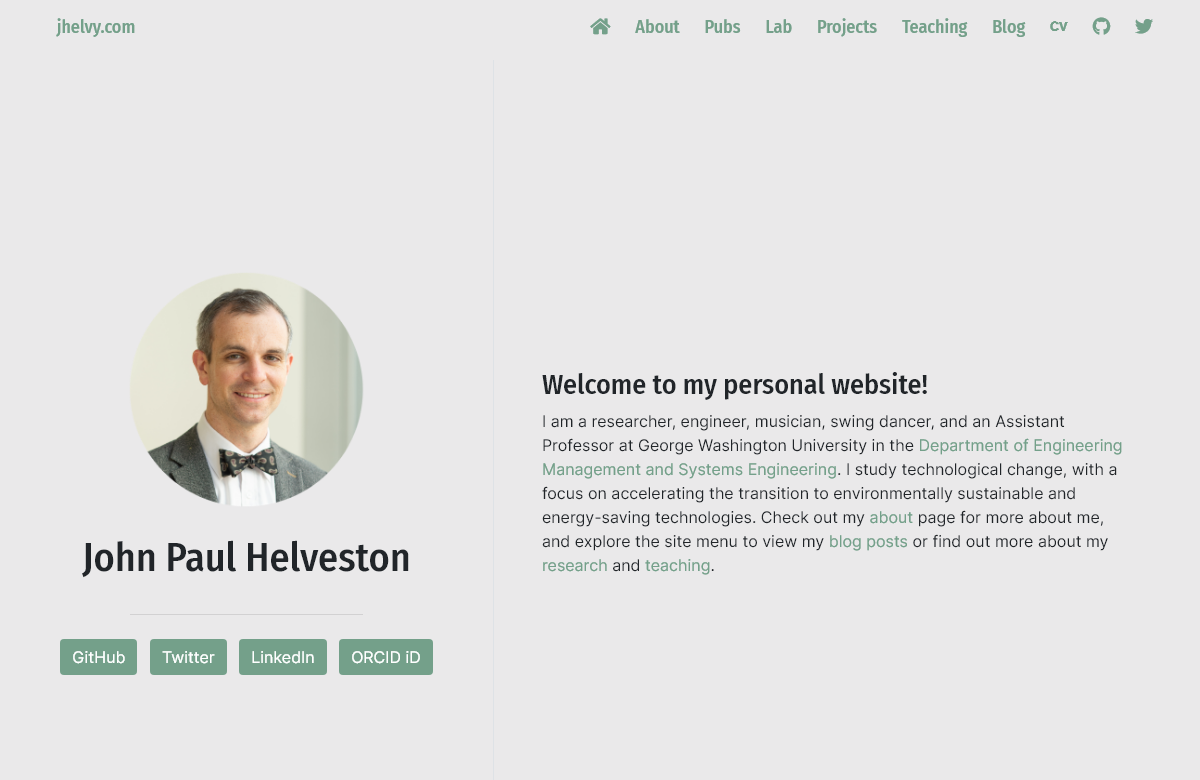 jhelvy.com
About Pubs Lab Projects Teaching Blog CV
John Paul Helveston
GitHub Twitter LinkedIn ORCID iD
Welcome to my personal website!
I am a researcher, engineer, musician, swing dancer, and an Assistant
Professor at George Washington University in the Department of Engineering
Management and Systems Engineering. I study technological change, with a
focus on accelerating the transition to environmentally sustainable and
energy-saving technologies. Check out my about page for more about me,
and explore the site menu to view my blog posts or find out more about my
research and teaching.